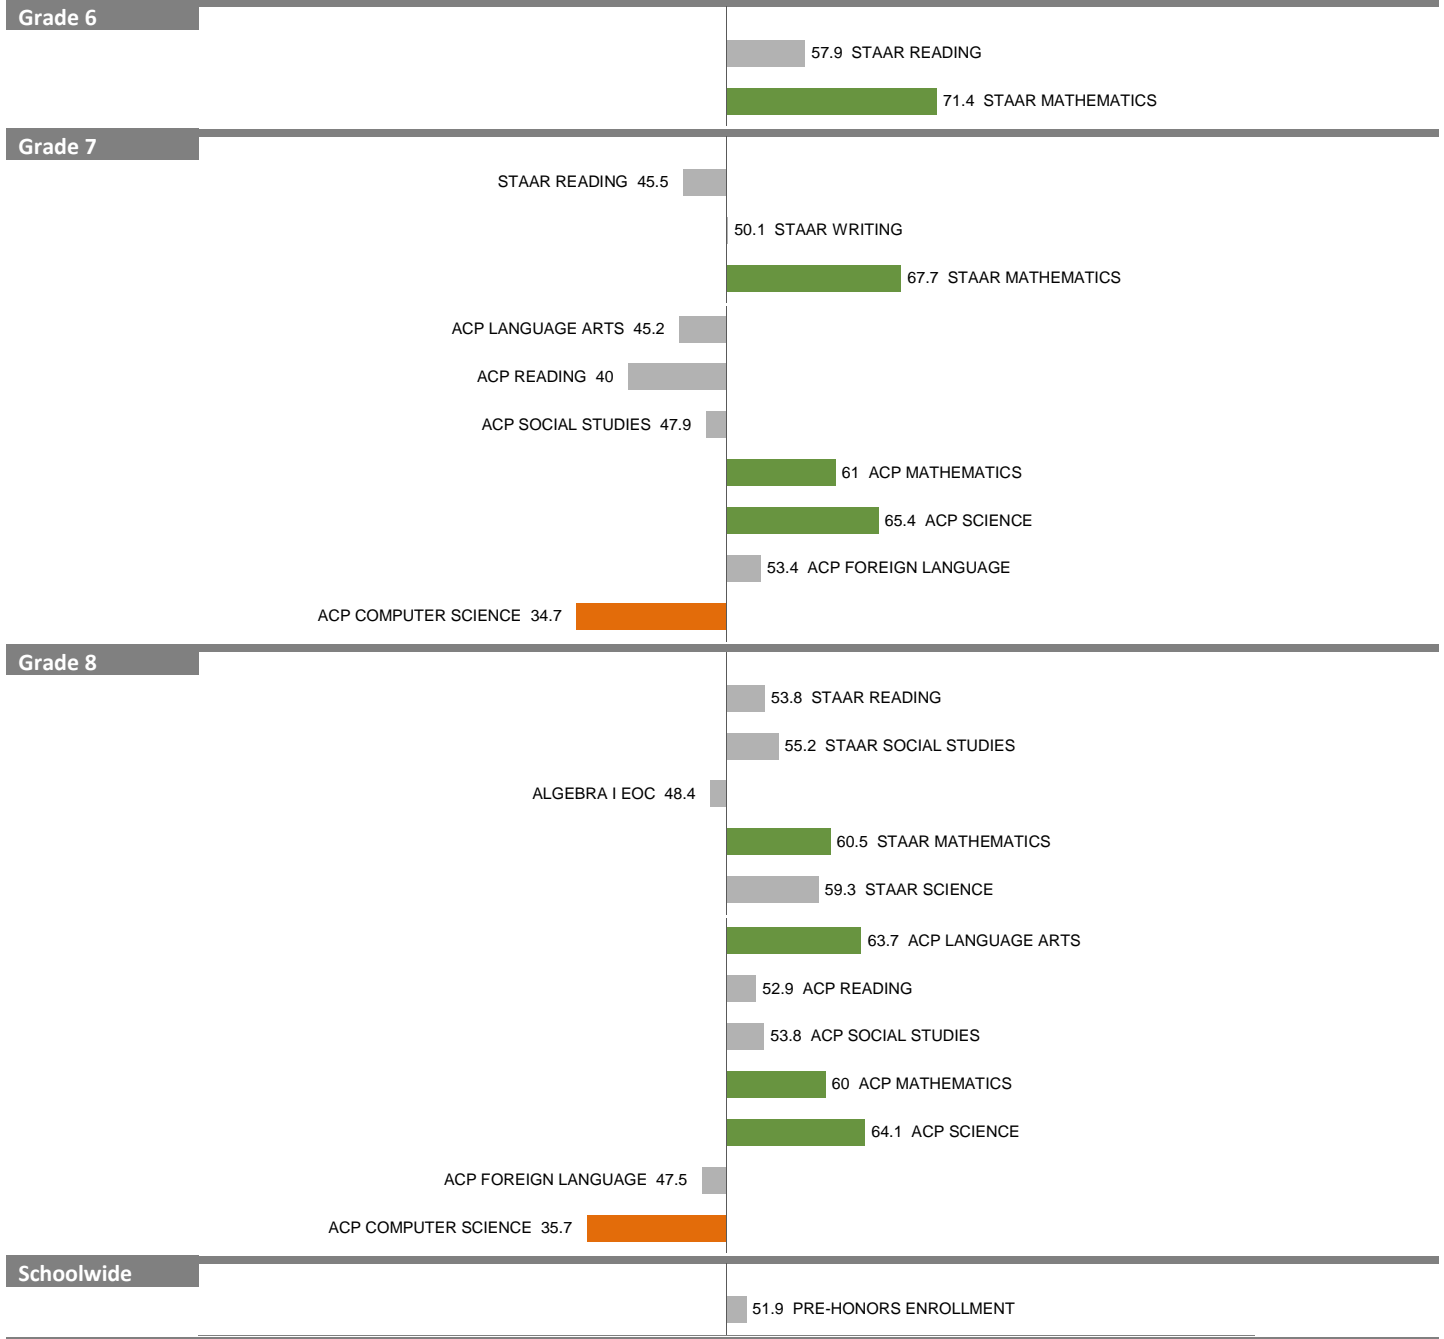 Grade 6
57.9 STAAR READING
71.4 STAAR MATHEMATICS
Grade 7
STAAR READING 45.5
50.1 STAAR WRITING
67.7 STAAR MATHEMATICS
ACP LANGUAGE ARTS 45.2
ACP READING 40
ACP SOCIAL STUDIES 47.9
61 ACP MATHEMATICS
65.4 ACP SCIENCE
53.4 ACP FOREIGN LANGUAGE
ACP COMPUTER SCIENCE 34.7
Grade 8
53.8 STAAR READING
55.2 STAAR SOCIAL STUDIES
ALGEBRA I EOC 48.4
60.5 STAAR MATHEMATICS
59.3 STAAR SCIENCE
63.7 ACP LANGUAGE ARTS
52.9 ACP READING
53.8 ACP SOCIAL STUDIES
60 ACP MATHEMATICS
64.1 ACP SCIENCE
ACP FOREIGN LANGUAGE 47.5
ACP COMPUTER SCIENCE 35.7
Schoolwide
51.9 PRE-HONORS ENROLLMENT